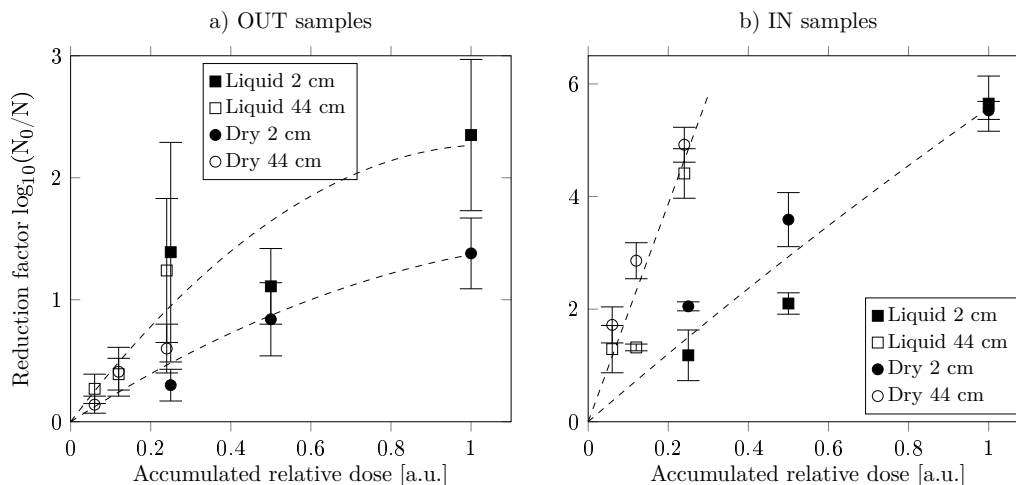 a) OUT samples
3
2
1
0
0 0.2 0.4 0.6 0.8 1
Reduction factor log₁₀(N₀/N)
Accumulated relative dose [a.u.]
Liquid 2 cm
Liquid 44 cm
Dry 2 cm
Dry 44 cm
b) IN samples
6
4
2
0
0 0.2 0.4 0.6 0.8 1
Accumulated relative dose [a.u.]
Liquid 2 cm
Liquid 44 cm
Dry 2 cm
Dry 44 cm